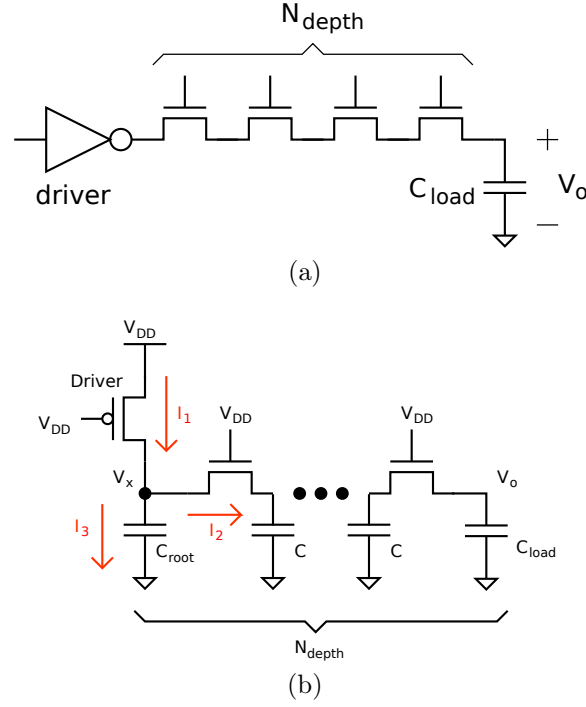 N_depth
driver
C_load
+
V_o
−
(a)
V_DD
Driver
V_DD
I_1
V_DD
V_DD
V_x
V_o
I_3
I_2
C_root
C
C
C_load
N_depth
(b)